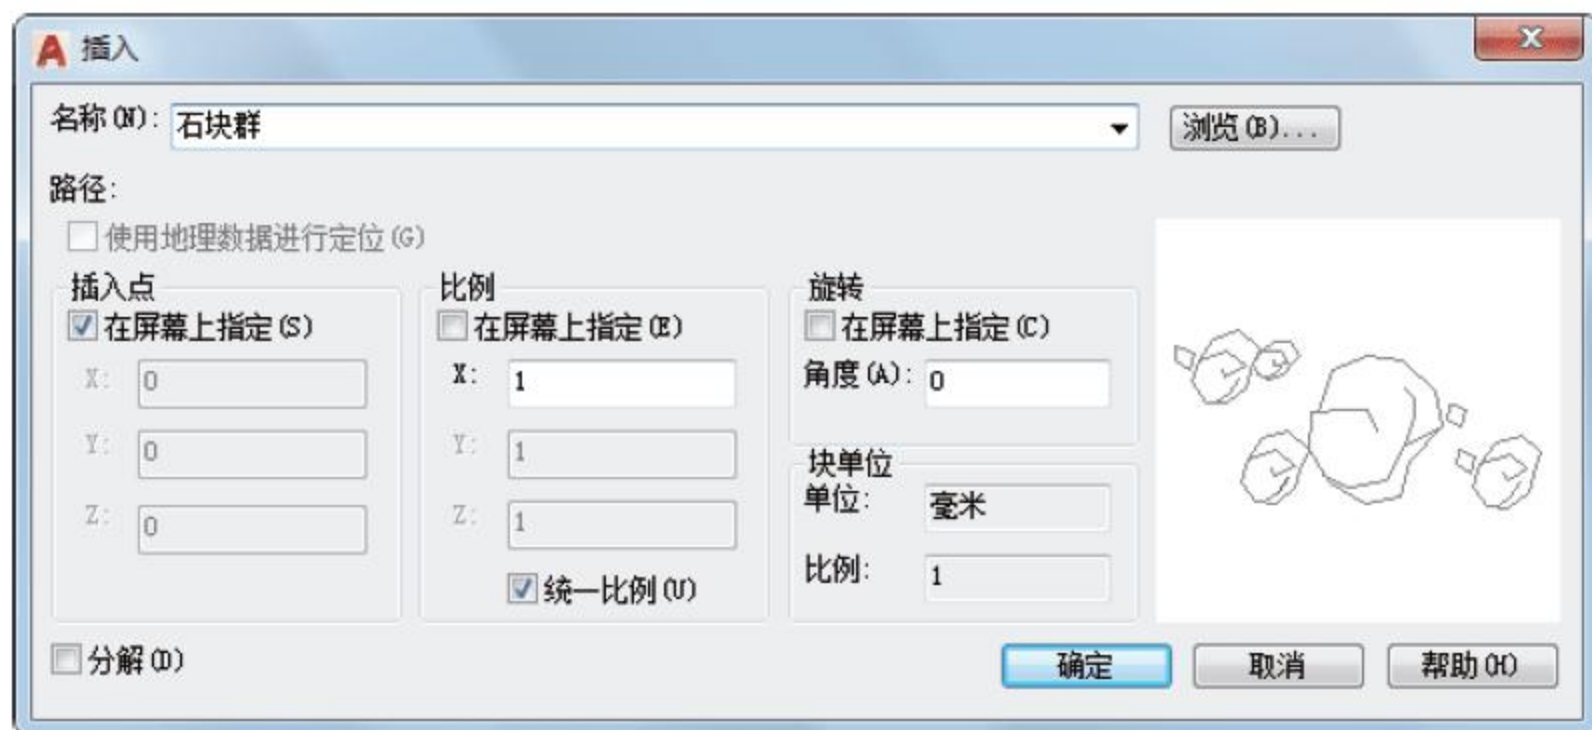 插入
名称(N): 石块群 浏览(B)...
路径:
使用地理数据进行定位(G)
插入点 比例 旋转
在屏幕上指定(S) 在屏幕上指定(E) 在屏幕上指定(C)
X: 0 X: 1 角度(A): 0
Y: 0 Y: 1 块单位
Z: 0 Z: 1 单位: 毫米
统一比例(U) 比例: 1
分解(D) 确定 取消 帮助(H)